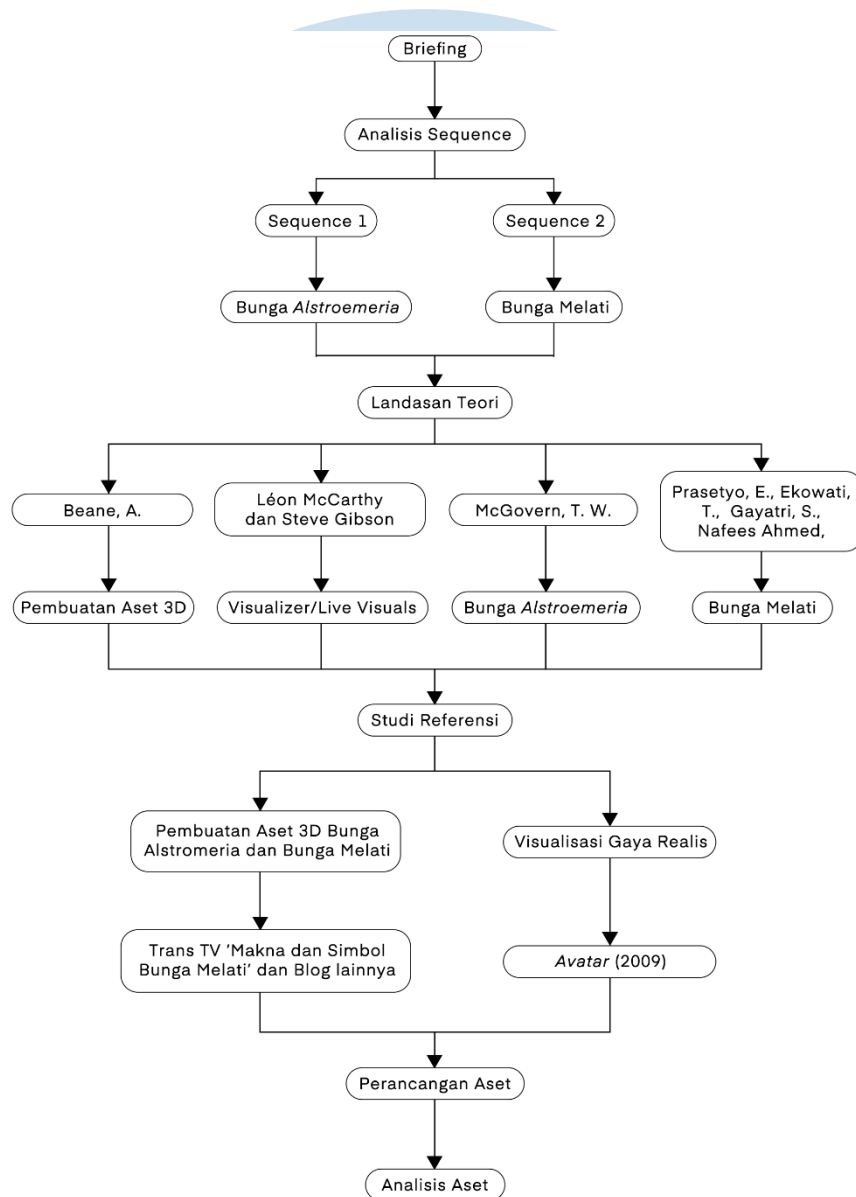 Briefing
Analisis Sequence
Sequence 1
Sequence 2
Bunga Alstroemeria
Bunga Melati
Landasan Teori
Beane, A.
Léon McCarthy
dan Steve Gibson
McGovern, T. W.
Prasetyo, E., Ekowati,
T., Gayatri, S.,
Nafees Ahmed,
Pembuatan Aset 3D
Visualizer/Live Visuals
Bunga Alstroemeria
Bunga Melati
Studi Referensi
Pembuatan Aset 3D Bunga
Alstromeria dan Bunga Melati
Visualisasi Gaya Realis
Trans TV ‘Makna dan Simbol
Bunga Melati’ dan Blog lainnya
Avatar (2009)
Perancangan Aset
Analisis Aset